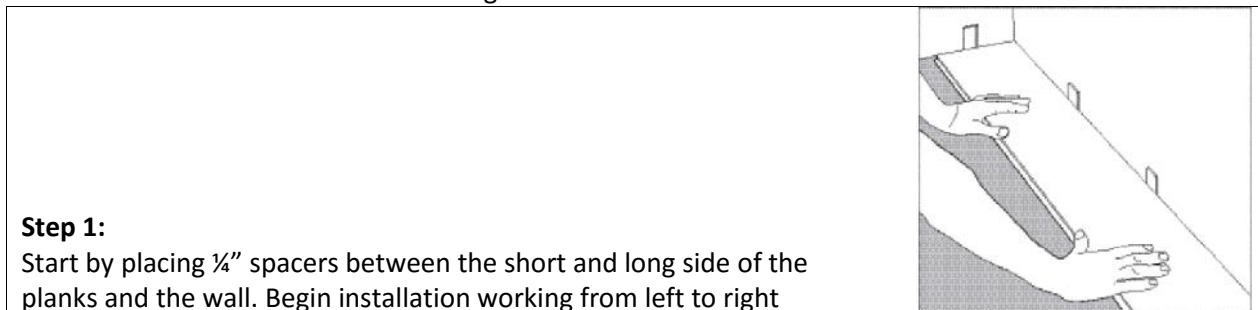 Step 1:
Start by placing ¼” spacers between the short and long side of the
planks and the wall. Begin installation working from left to right